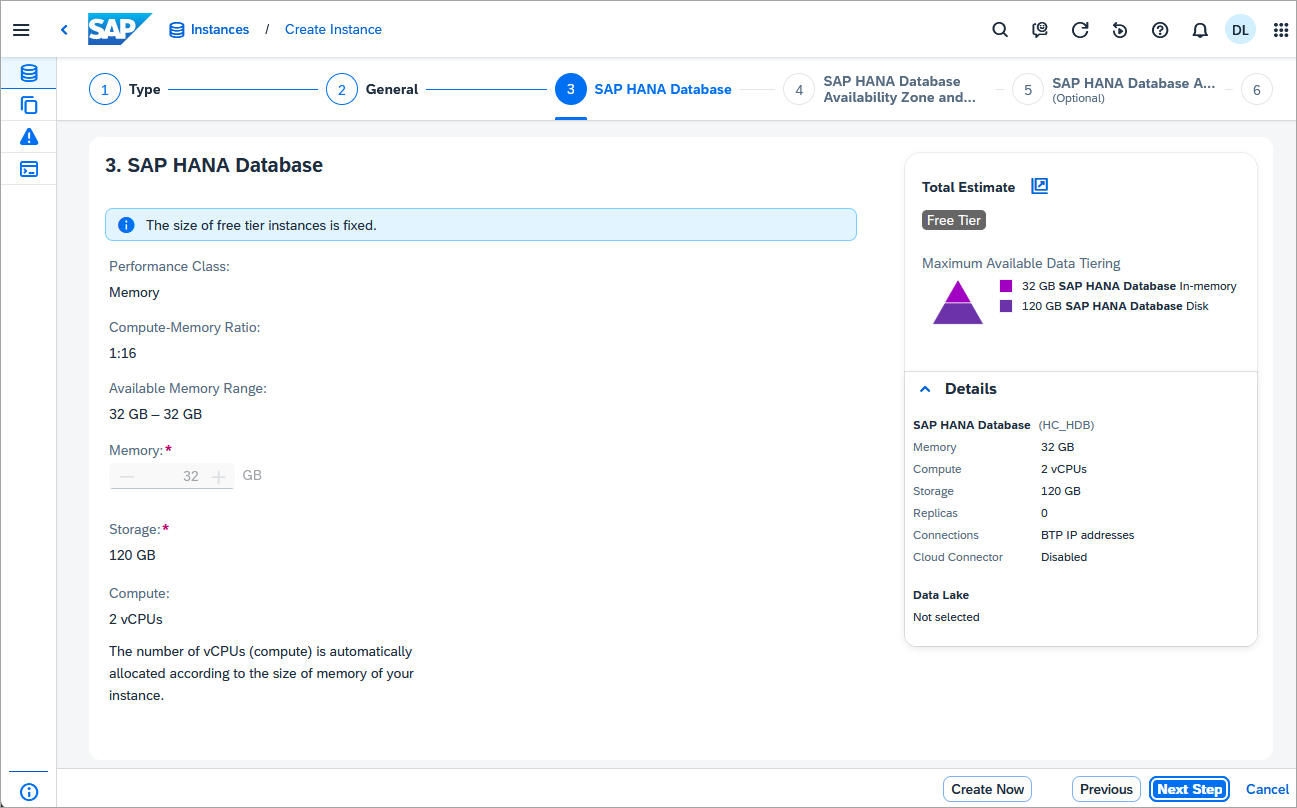 SAP
Instances / Create Instance
DL
1 Type
2 General
3 SAP HANA Database
4 SAP HANA Database
Availability Zone and...
5 SAP HANA Database A...
(Optional)
6
3. SAP HANA Database
The size of free tier instances is fixed.
Performance Class:
Memory
Compute-Memory Ratio:
1:16
Available Memory Range:
32 GB – 32 GB
Memory:*
32 GB
Storage:*
120 GB
Compute:
2 vCPUs
The number of vCPUs (compute) is automatically
allocated according to the size of memory of your
instance.
Total Estimate
Free Tier
Maximum Available Data Tiering
32 GB SAP HANA Database In-memory
120 GB SAP HANA Database Disk
Details
SAP HANA Database (HC_HDB)
Memory 32 GB
Compute 2 vCPUs
Storage 120 GB
Replicas 0
Connections BTP IP addresses
Cloud Connector Disabled
Data Lake
Not selected
Create Now Previous Next Step Cancel